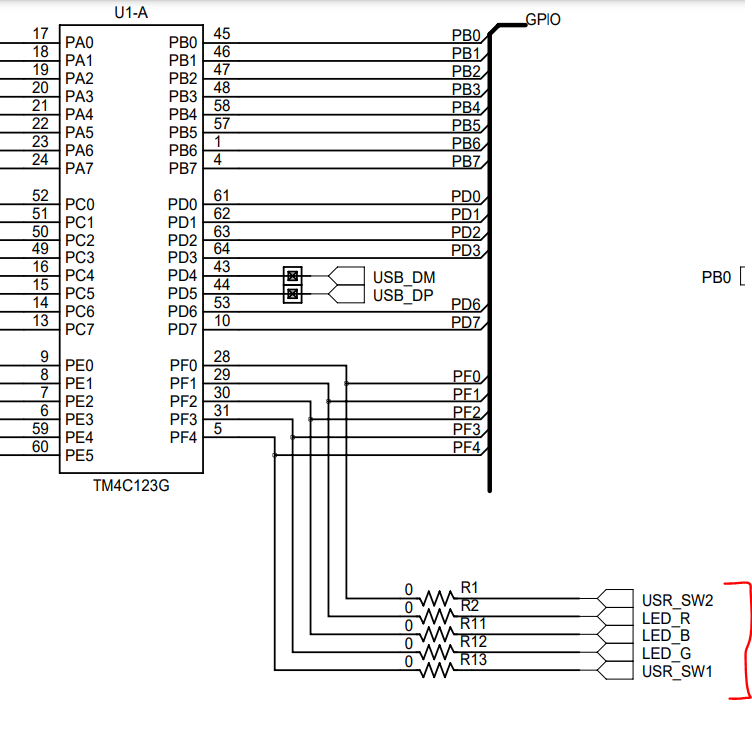 U1-A
GPIO
17 PA0 PB0 45 PB0
18 PA1 PB1 46 PB1
19 PA2 PB2 47 PB2
20 PA3 PB3 48 PB3
21 PA4 PB4 58 PB4
22 PA5 PB5 57 PB5
23 PA6 PB6 1 PB6
24 PA7 PB7 4 PB7
52 PC0 PD0 61 PD0
51 PC1 PD1 62 PD1
50 PC2 PD2 63 PD2
49 PC3 PD3 64 PD3
16 PC4 PD4 43 USB_DM PB0
15 PC5 PD5 44 USB_DP
14 PC6 PD6 53 PD6
13 PC7 PD7 10 PD7
9 PE0 PF0 28 PF0
8 PE1 PF1 29 PF1
7 PE2 PF2 30 PF2
6 PE3 PF3 31 PF3
59 PE4 PF4 5 PF4
60 PE5
TM4C123G
0 R1 USR_SW2
0 R2 LED_R
0 R11 LED_B
0 R12 LED_G
0 R13 USR_SW1